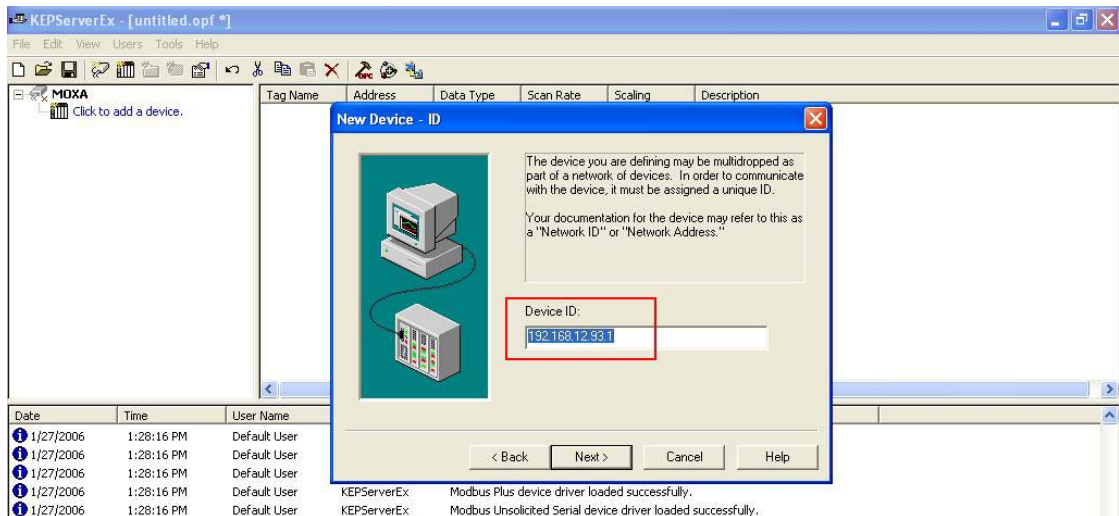 KEPServerEx - [untitled.opf *]
File Edit View Users Tools Help
MOXA
Click to add a device.
Tag Name Address Data Type Scan Rate Scaling Description
New Device - ID
The device you are defining may be multidropped as
part of a network of devices. In order to communicate
with the device, it must be assigned a unique ID.
Your documentation for the device may refer to this as
a "Network ID" or "Network Address."
Device ID:
192.168.12.93.1
< Back Next > Cancel Help
Date Time User Name
1/27/2006 1:28:16 PM Default User
1/27/2006 1:28:16 PM Default User
1/27/2006 1:28:16 PM Default User
1/27/2006 1:28:16 PM Default User KEPServerEx Modbus Plus device driver loaded successfully.
1/27/2006 1:28:16 PM Default User KEPServerEx Modbus Unsolicited Serial device driver loaded successfully.